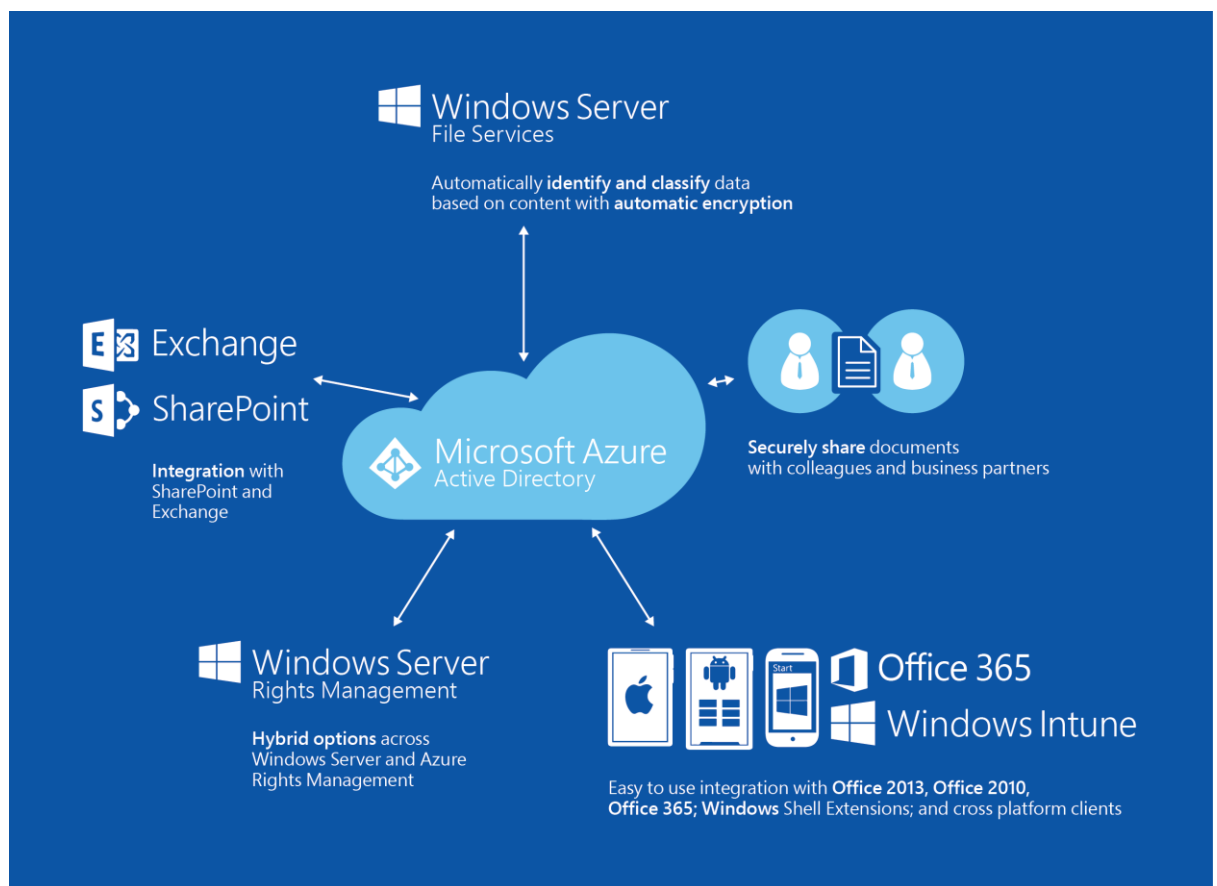 Windows Server
File Services
Automatically identify and classify data
based on content with automatic encryption
E
Exchange
S
SharePoint
Integration with
SharePoint and
Exchange
Microsoft Azure
Active Directory
Securely share documents
with colleagues and business partners
Windows Server
Rights Management
Hybrid options across
Windows Server and Azure
Rights Management
Start
Office 365
Windows Intune
Easy to use integration with Office 2013, Office 2010,
Office 365; Windows Shell Extensions; and cross platform clients